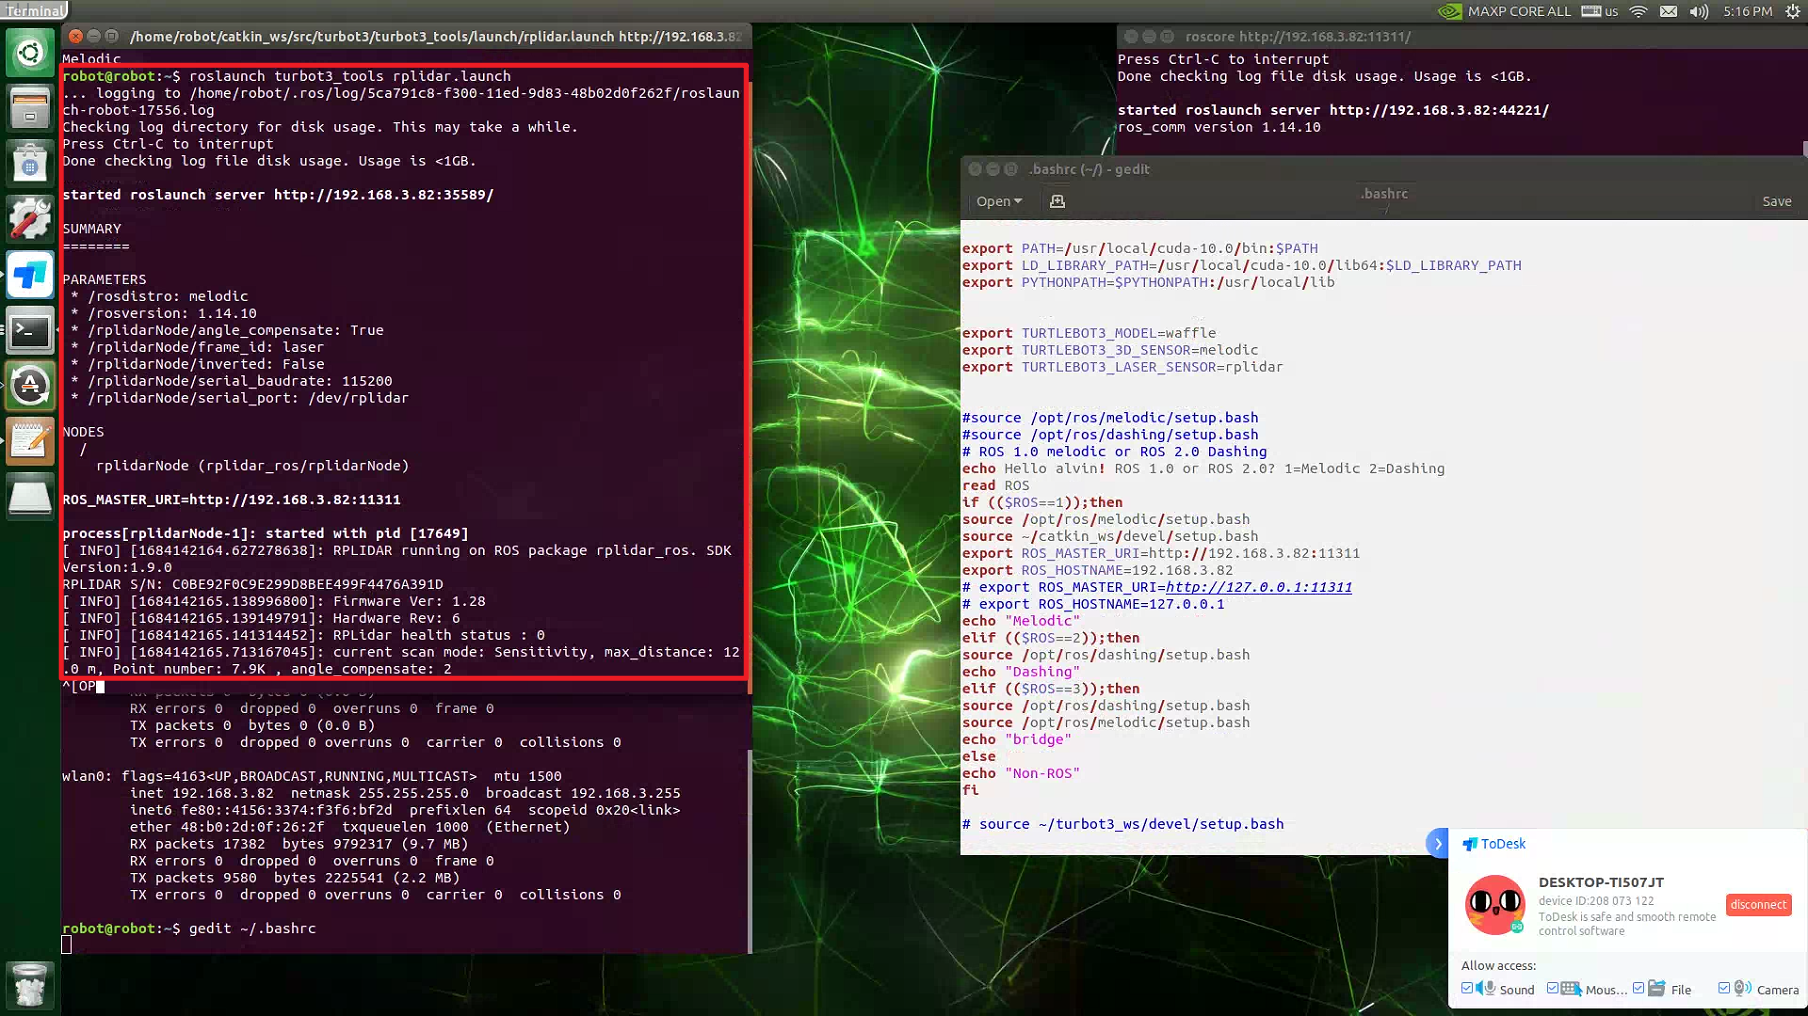 Terminal
MAXP CORE ALL
us
5:16 PM
/home/robot/catkin_ws/src/turbot3/turbot3_tools/launch/rplidar.launch http://192.168.3.82
Melodic
robot@robot:~$ roslaunch turbot3_tools rplidar.launch
... logging to /home/robot/.ros/log/5ca791c8-f300-11ed-9d83-48b02d0f262f/roslaun
ch-robot-17556.log
Checking log directory for disk usage. This may take a while.
Press Ctrl-C to interrupt
Done checking log file disk usage. Usage is <1GB.
started roslaunch server http://192.168.3.82:35589/
SUMMARY
========
PARAMETERS
* /rosdistro: melodic
* /rosversion: 1.14.10
* /rplidarNode/angle_compensate: True
* /rplidarNode/frame_id: laser
* /rplidarNode/inverted: False
* /rplidarNode/serial_baudrate: 115200
* /rplidarNode/serial_port: /dev/rplidar
NODES
/
rplidarNode (rplidar_ros/rplidarNode)
ROS_MASTER_URI=http://192.168.3.82:11311
process[rplidarNode-1]: started with pid [17649]
[ INFO] [1684142164.627278638]: RPLIDAR running on ROS package rplidar_ros. SDK
Version:1.9.0
RPLIDAR S/N: C0BE92F0C9E299D8BEE499F4476A391D
[ INFO] [1684142165.138996800]: Firmware Ver: 1.28
[ INFO] [1684142165.139149791]: Hardware Rev: 6
[ INFO] [1684142165.141314452]: RPLidar health status : 0
[ INFO] [1684142165.713167045]: current scan mode: Sensitivity, max_distance: 12
.0 m, Point number: 7.9K , angle_compensate: 2
^[OP
RX packets 0  bytes 0 (0.0 B)
RX errors 0  dropped 0 overruns 0  frame 0
TX packets 0  bytes 0 (0.0 B)
TX errors 0  dropped 0 overruns 0  carrier 0  collisions 0
wlan0: flags=4163<UP,BROADCAST,RUNNING,MULTICAST>  mtu 1500
inet 192.168.3.82  netmask 255.255.255.0  broadcast 192.168.3.255
inet6 fe80::4156:3374:f3f6:bf2d  prefixlen 64  scopeid 0x20<link>
ether 48:b0:2d:0f:26:2f  txqueuelen 1000  (Ethernet)
RX packets 17382  bytes 9792317 (9.7 MB)
RX errors 0  dropped 0 overruns 0  frame 0
TX packets 9580  bytes 2225541 (2.2 MB)
TX errors 0  dropped 0 overruns 0  carrier 0  collisions 0
robot@robot:~$ gedit ~/.bashrc
roscore http://192.168.3.82:11311/
Press Ctrl-C to interrupt
Done checking log file disk usage. Usage is <1GB.
started roslaunch server http://192.168.3.82:44221/
ros_comm version 1.14.10
.bashrc (~/) - gedit
Open
.bashrc
~/
Save
export PATH=/usr/local/cuda-10.0/bin:$PATH
export LD_LIBRARY_PATH=/usr/local/cuda-10.0/lib64:$LD_LIBRARY_PATH
export PYTHONPATH=$PYTHONPATH:/usr/local/lib
export TURTLEBOT3_MODEL=waffle
export TURTLEBOT3_3D_SENSOR=melodic
export TURTLEBOT3_LASER_SENSOR=rplidar
#source /opt/ros/melodic/setup.bash
#source /opt/ros/dashing/setup.bash
# ROS 1.0 melodic or ROS 2.0 Dashing
echo Hello alvin! ROS 1.0 or ROS 2.0? 1=Melodic 2=Dashing
read ROS
if (($ROS==1));then
source /opt/ros/melodic/setup.bash
source ~/catkin_ws/devel/setup.bash
export ROS_MASTER_URI=http://192.168.3.82:11311
export ROS_HOSTNAME=192.168.3.82
# export ROS_MASTER_URI=http://127.0.0.1:11311
# export ROS_HOSTNAME=127.0.0.1
echo "Melodic"
elif (($ROS==2));then
source /opt/ros/dashing/setup.bash
echo "Dashing"
elif (($ROS==3));then
source /opt/ros/dashing/setup.bash
source /opt/ros/melodic/setup.bash
echo "bridge"
else
echo "Non-ROS"
fi
# source ~/turbot3_ws/devel/setup.bash
ToDesk
DESKTOP-TI507JT
device ID:208 073 122
disconnect
ToDesk is safe and smooth remote
control software
Allow access:
Sound
Mous...
File
Camera